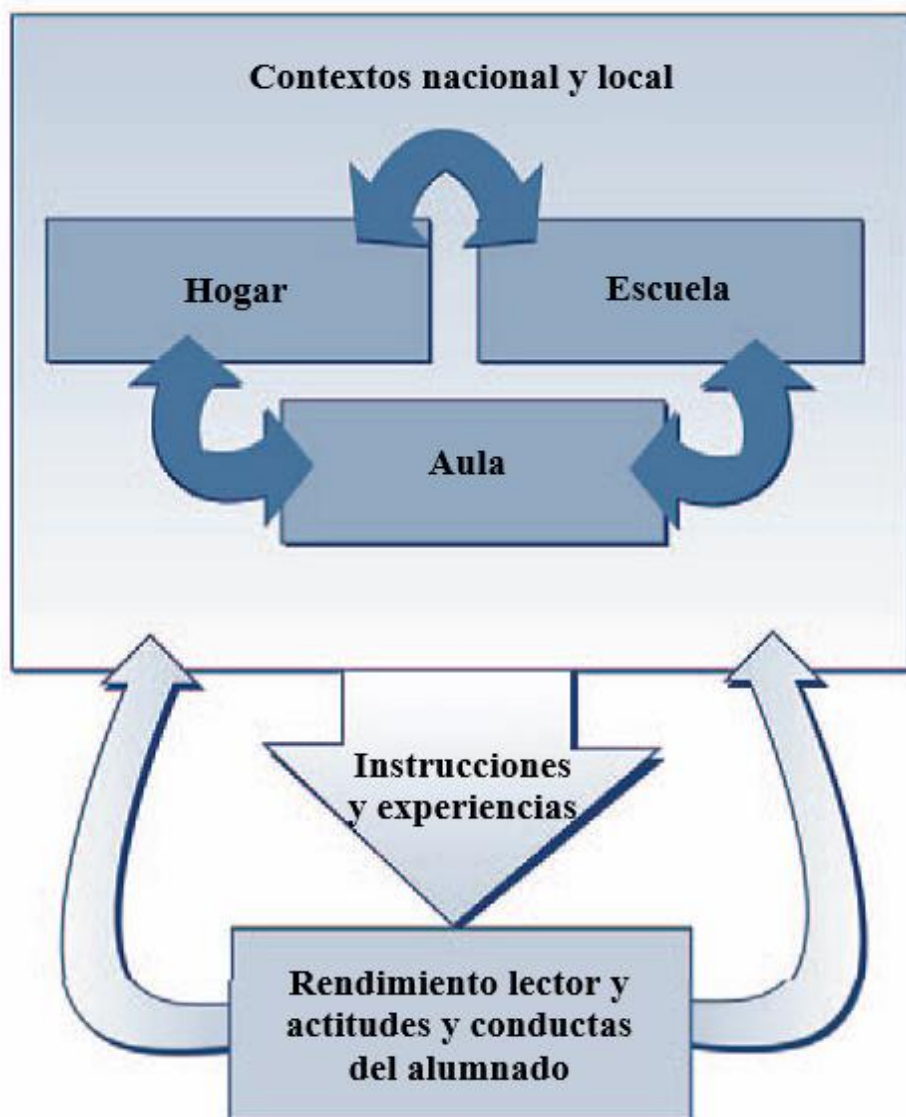 Contextos nacional y local
Hogar
Escuela
Aula
Instrucciones
y experiencias
Rendimiento lector y
actitudes y conductas
del alumnado